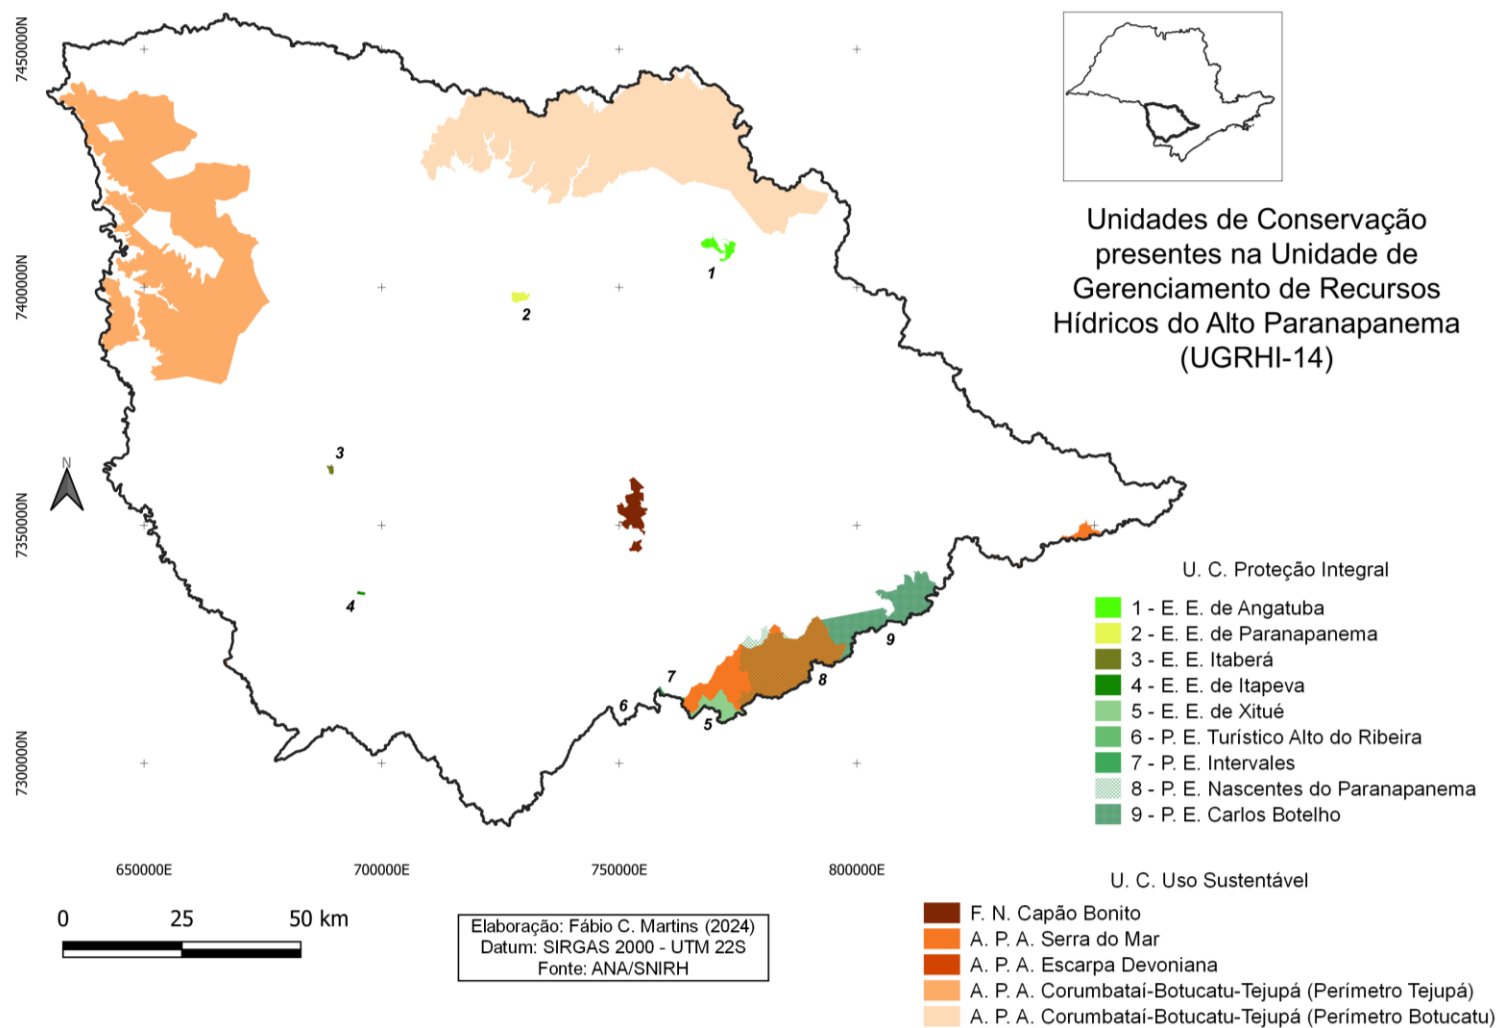 7450000N
7400000N
7350000N
7300000N
650000E
700000E
750000E
800000E
N
1
2
3
4
5
6
7
8
9
Unidades de Conservação
presentes na Unidade de
Gerenciamento de Recursos
Hídricos do Alto Paranapanema
(UGRHI-14)
U. C. Proteção Integral
1 - E. E. de Angatuba
2 - E. E. de Paranapanema
3 - E. E. Itaberá
4 - E. E. de Itapeva
5 - E. E. de Xitué
6 - P. E. Turístico Alto do Ribeira
7 - P. E. Intervales
8 - P. E. Nascentes do Paranapanema
9 - P. E. Carlos Botelho
U. C. Uso Sustentável
F. N. Capão Bonito
A. P. A. Serra do Mar
A. P. A. Escarpa Devoniana
A. P. A. Corumbataí-Botucatu-Tejupá (Perímetro Tejupá)
A. P. A. Corumbataí-Botucatu-Tejupá (Perímetro Botucatu)
0 25 50 km
Elaboração: Fábio C. Martins (2024)
Datum: SIRGAS 2000 - UTM 22S
Fonte: ANA/SNIRH